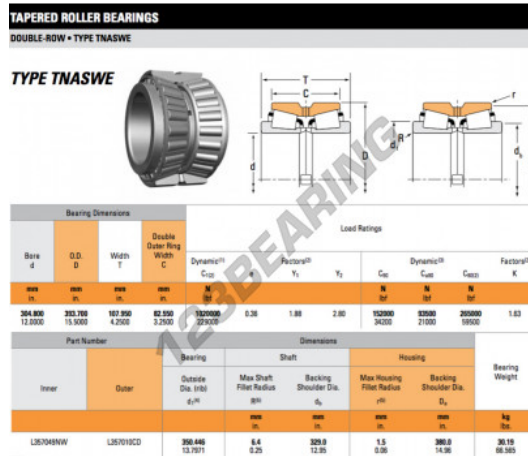 TAPERED ROLLER BEARINGS
DOUBLE-ROW • TYPE TNASWE
TYPE TNASWE
T
C
r
R
d
D
Bearing Dimensions
Load Ratings
Bore d
O.D. D
Width T
Double Outer Ring Width C
Dynamic(1)
Factors(2)
Dynamic(3)
Factors(2)
C1(2) e Y1 Y2 C90 Ca90 C90(2) K
mm mm mm mm N N N N
in. in. in. in. lbf lbf lbf lbf
304.800 393.700 107.950 82.550 1020000 0.36 1.88 2.80 152000 93500 265000 1.63
12.0000 15.5000 4.2500 3.2500 229000 34200 21000 59500
Part Number
Dimensions
Bearing Weight
Bearing
Shaft
Housing
Inner
Outer
Outside Dia. (rib)
Max Shaft Fillet Radius
Backing Shoulder Dia.
Max Housing Fillet Radius
Backing Shoulder Dia.
mm mm mm mm kg
in. in. in. in. lbs.
L357049NW L357010CD 350.446 6.4 329.0 1.5 380.0 30.19
13.7971 0.25 12.95 0.06 14.96 66.565
123BEARING